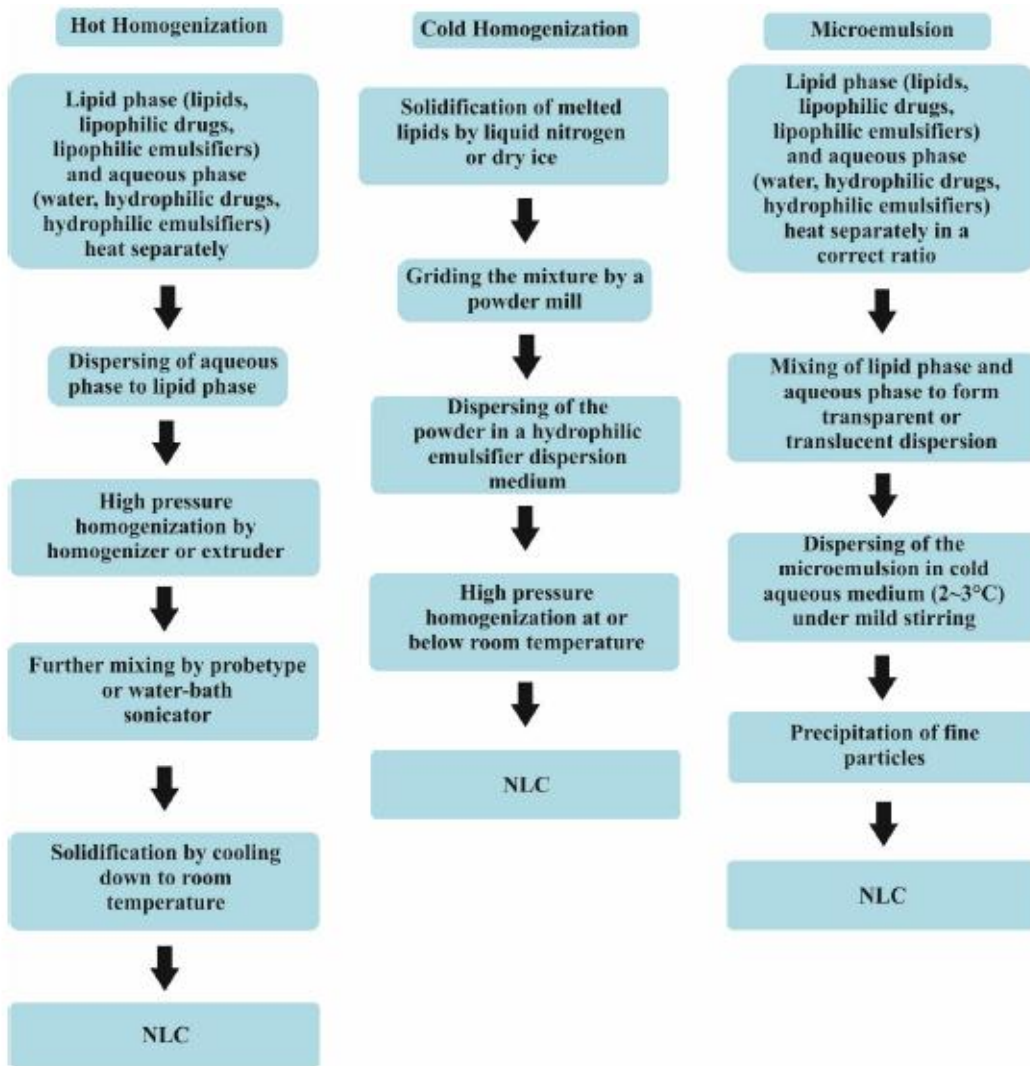 Hot Homogenization
Lipid phase (lipids,
lipophilic drugs,
lipophilic emulsifiers)
and aqueous phase
(water, hydrophilic drugs,
hydrophilic emulsifiers)
heat separately
Dispersing of aqueous
phase to lipid phase
High pressure
homogenization by
homogenizer or extruder
Further mixing by probetype
or water-bath
sonicator
Solidification by cooling
down to room
temperature
NLC
Cold Homogenization
Solidification of melted
lipids by liquid nitrogen
or dry ice
Griding the mixture by a
powder mill
Dispersing of the
powder in a hydrophilic
emulsifier dispersion
medium
High pressure
homogenization at or
below room temperature
NLC
Microemulsion
Lipid phase (lipids,
lipophilic drugs,
lipophilic emulsifiers)
and aqueous phase
(water, hydrophilic drugs,
hydrophilic emulsifiers)
heat separately in a
correct ratio
Mixing of lipid phase and
aqueous phase to form
transparent or
translucent dispersion
Dispersing of the
microemulsion in cold
aqueous medium (2~3°C)
under mild stirring
Precipitation of fine
particles
NLC